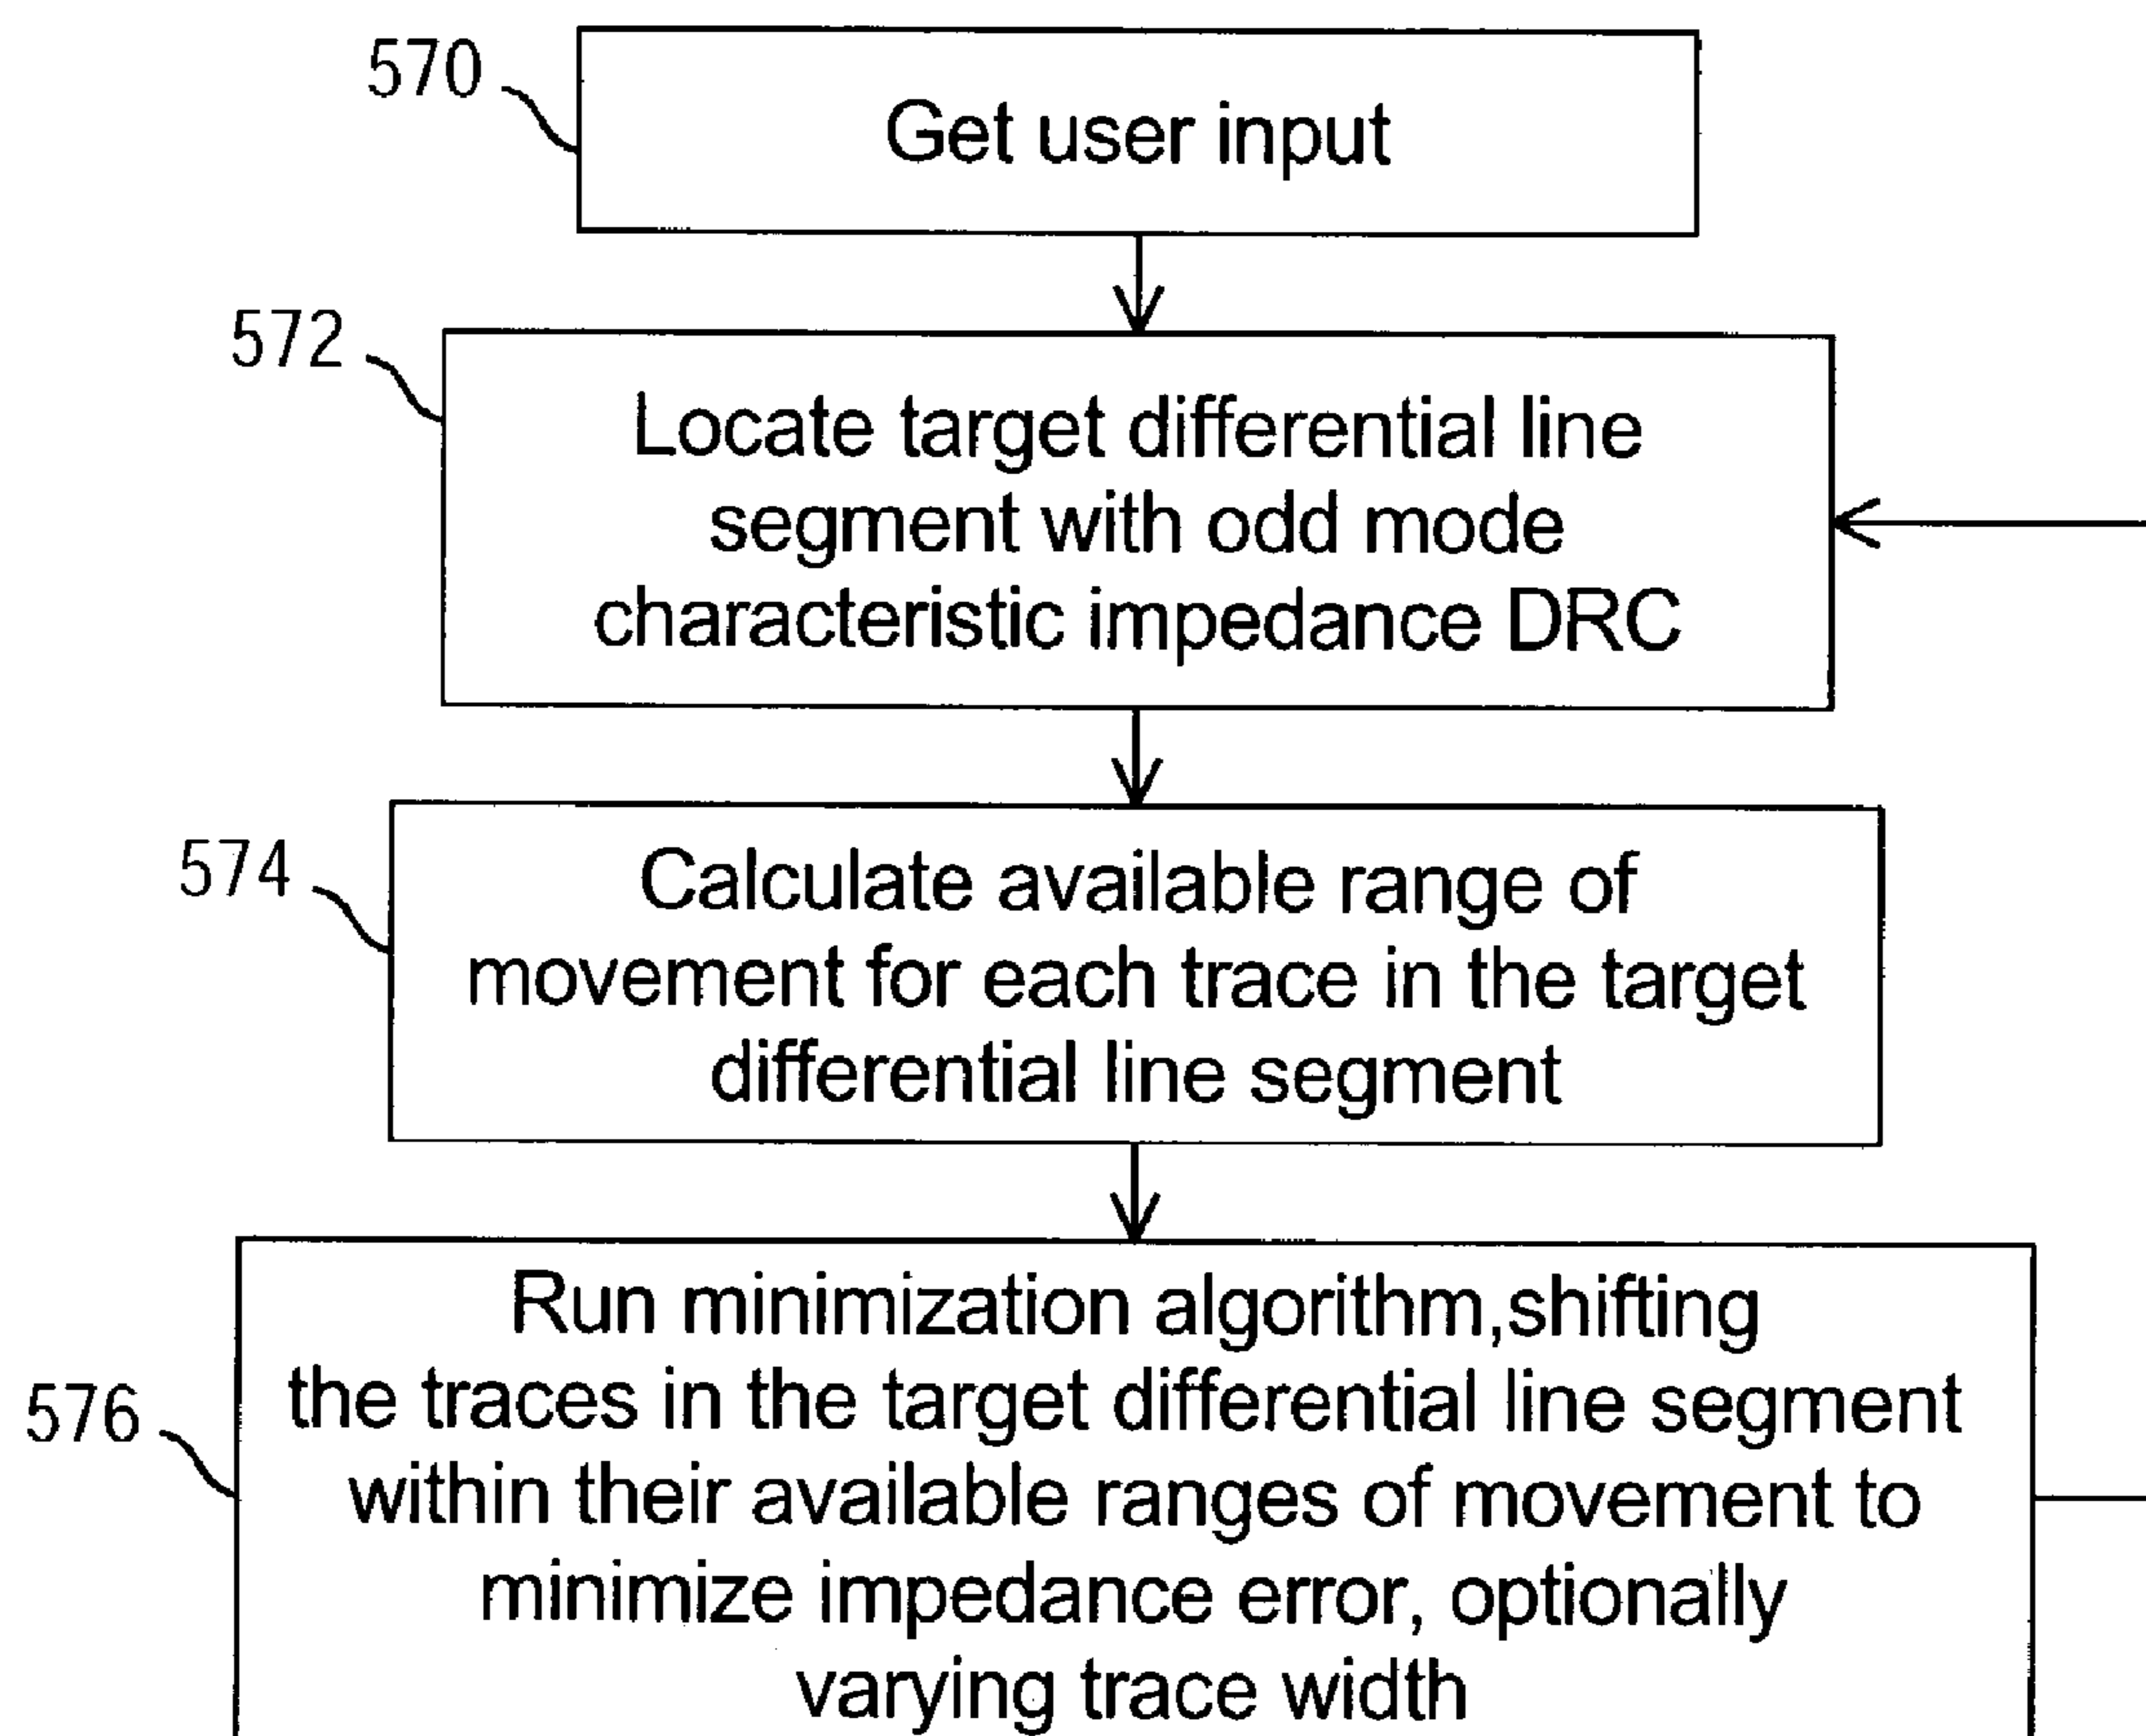 570
Get user input
572
Locate target differential line
segment with odd mode
characteristic impedance DRC
574
Calculate available range of
movement for each trace in the target
differential line segment
576
Run minimization algorithm,shifting
the traces in the target differential line segment
within their available ranges of movement to
minimize impedance error, optionally
varying trace width